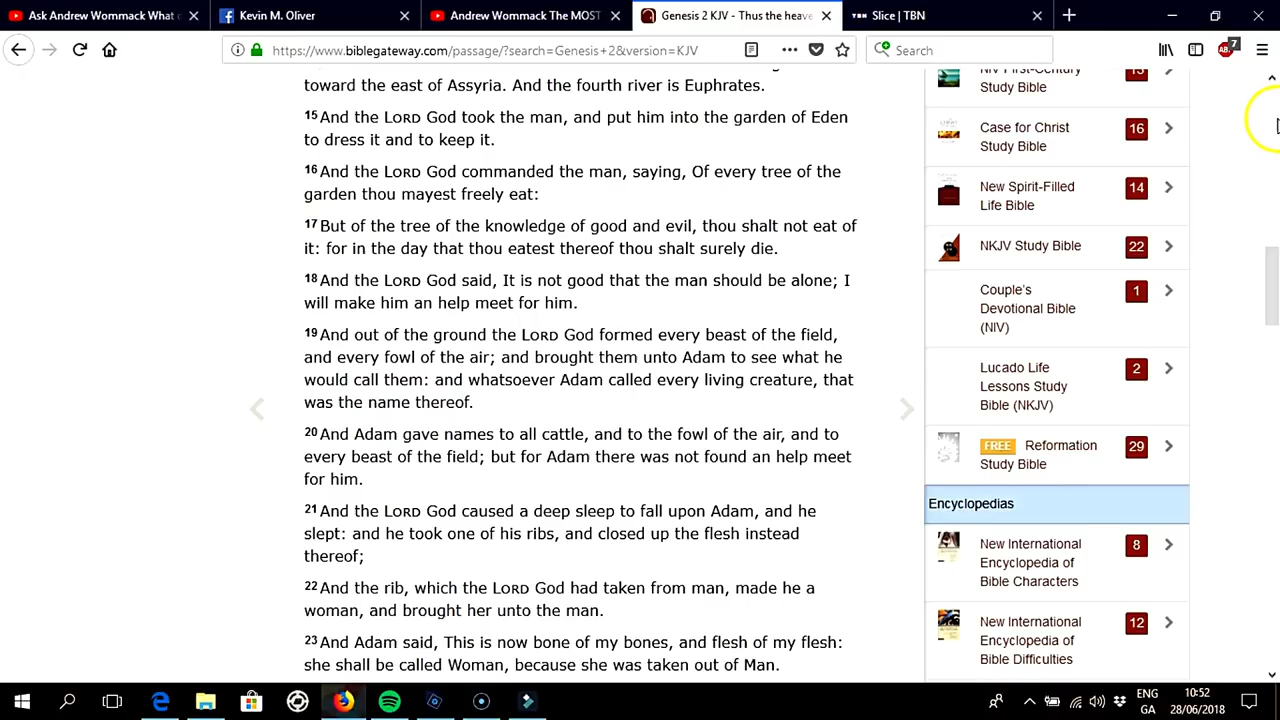 Ask Andrew Wommack What
Kevin M. Oliver
Andrew Wommack The MOST
Genesis 2 KJV - Thus the heave
Slice | TBN
https://www.biblegateway.com/passage/?search=Genesis+2&version=KJV
Search
7
toward the east of Assyria. And the fourth river is Euphrates.
15 And the LORD God took the man, and put him into the garden of Eden
to dress it and to keep it.
16 And the LORD God commanded the man, saying, Of every tree of the
garden thou mayest freely eat:
17 But of the tree of the knowledge of good and evil, thou shalt not eat of
it: for in the day that thou eatest thereof thou shalt surely die.
18 And the LORD God said, It is not good that the man should be alone; I
will make him an help meet for him.
19 And out of the ground the LORD God formed every beast of the field,
and every fowl of the air; and brought them unto Adam to see what he
would call them: and whatsoever Adam called every living creature, that
was the name thereof.
20 And Adam gave names to all cattle, and to the fowl of the air, and to
every beast of the field; but for Adam there was not found an help meet
for him.
21 And the LORD God caused a deep sleep to fall upon Adam, and he
slept: and he took one of his ribs, and closed up the flesh instead
thereof;
22 And the rib, which the LORD God had taken from man, made he a
woman, and brought her unto the man.
23 And Adam said, This is now bone of my bones, and flesh of my flesh:
she shall be called Woman, because she was taken out of Man.
NIV First-Century
Study Bible
13
Case for Christ
Study Bible
16
New Spirit-Filled
Life Bible
14
NKJV Study Bible
22
Couple's
Devotional Bible
(NIV)
1
Lucado Life
Lessons Study
Bible (NKJV)
2
FREE Reformation
Study Bible
29
Encyclopedias
New International
Encyclopedia of
Bible Characters
8
New International
Encyclopedia of
Bible Difficulties
12
ENG
GA
10:52
28/06/2018